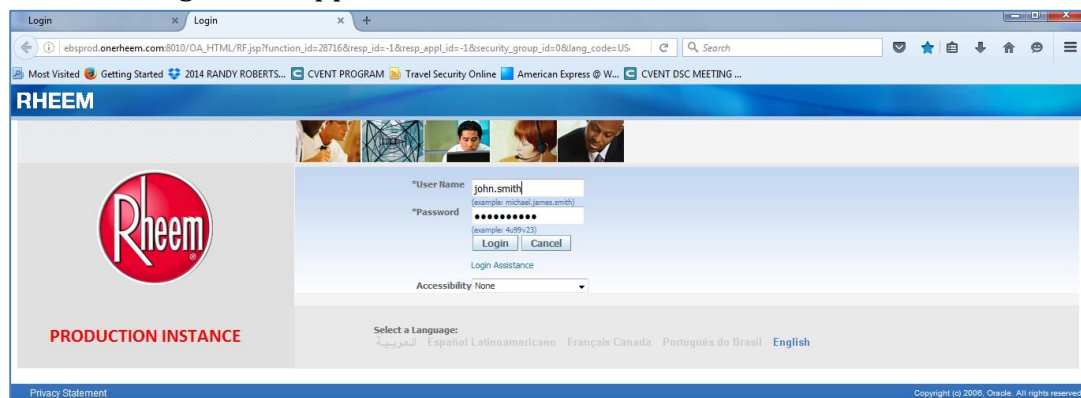 Login
Login
ebsprod.onerheem.com:8010/OA_HTML/RF.jsp?function_id=28716&resp_id=-1&resp_appl_id=-1&security_group_id=0&lang_code=US
Search
Most Visited Getting Started 2014 RANDY ROBERTS... CVENT PROGRAM Travel Security Online American Express @ W... CVENT DSC MEETING ...
RHEEM
*User Name john.smith
(example: michael.james.smith)
*Password
(example: 4u99v23)
Login Cancel
Login Assistance
Accessibility None
Rheem
PRODUCTION INSTANCE
Select a Language:
العربية Español Latinoamericano Français Canada Português do Brasil English
Privacy Statement
Copyright (c) 2006, Oracle. All rights reserved